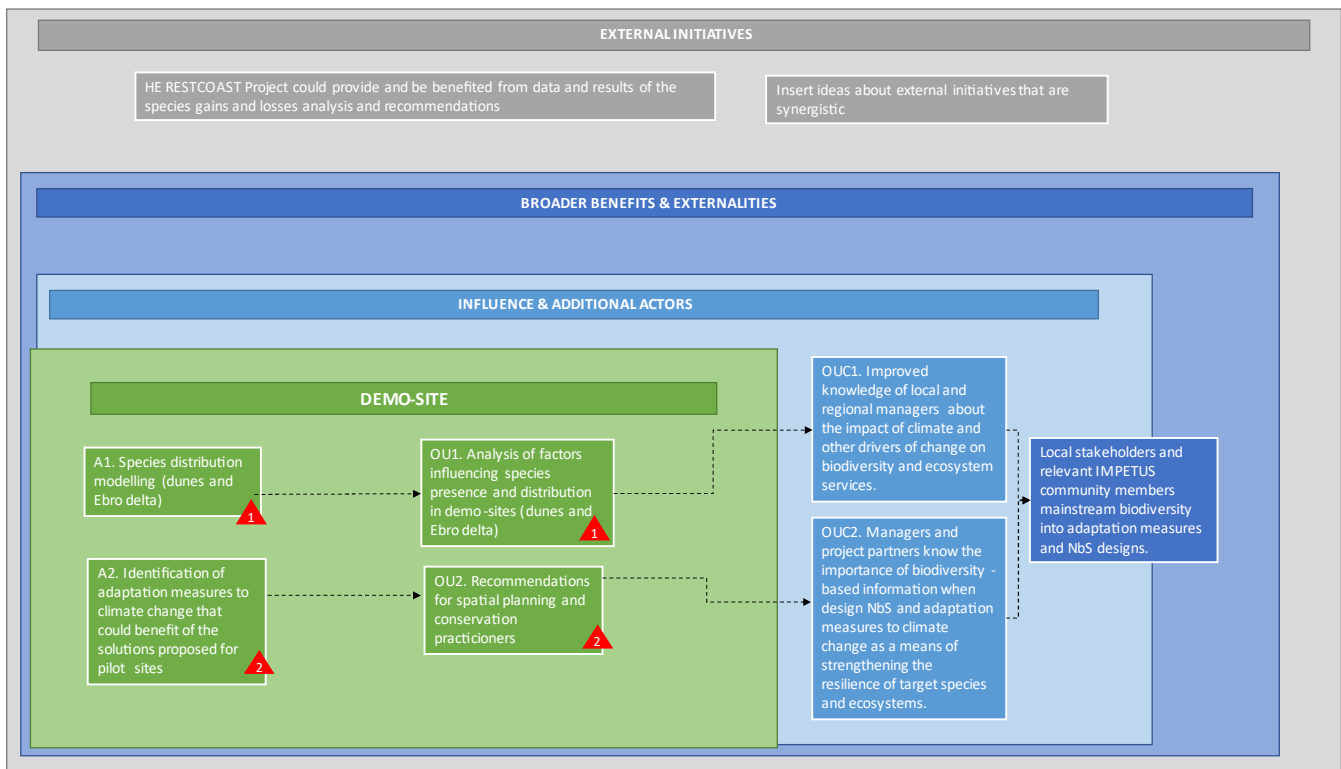 EXTERNAL INITIATIVES
HE RESTCOAST Project could provide and be benefited from data and results of the
species gains and losses analysis and recommendations
Insert ideas about external initiatives that are
synergistic
BROADER BENEFITS & EXTERNALITIES
INFLUENCE & ADDITIONAL ACTORS
DEMO-SITE
A1. Species distribution
modelling (dunes and
Ebro delta)
1
OU1. Analysis of factors
influencing species
presence and distribution
in demo-sites (dunes and
Ebro delta)
1
A2. Identification of
adaptation measures to
climate change that
could benefit of the
solutions proposed for
pilot sites
2
OU2. Recommendations
for spatial planning and
conservation
practicioners
2
OUC1. Improved
knowledge of local and
regional managers about
the impact of climate and
other drivers of change on
biodiversity and ecosystem
services.
OUC2. Managers and
project partners know the
importance of biodiversity -
based information when
design NbS and adaptation
measures to climate
change as a means of
strengthening the
resilience of target species
and ecosystems.
Local stakeholders and
relevant IMPETUS
community members
mainstream biodiversity
into adaptation measures
and NbS designs.